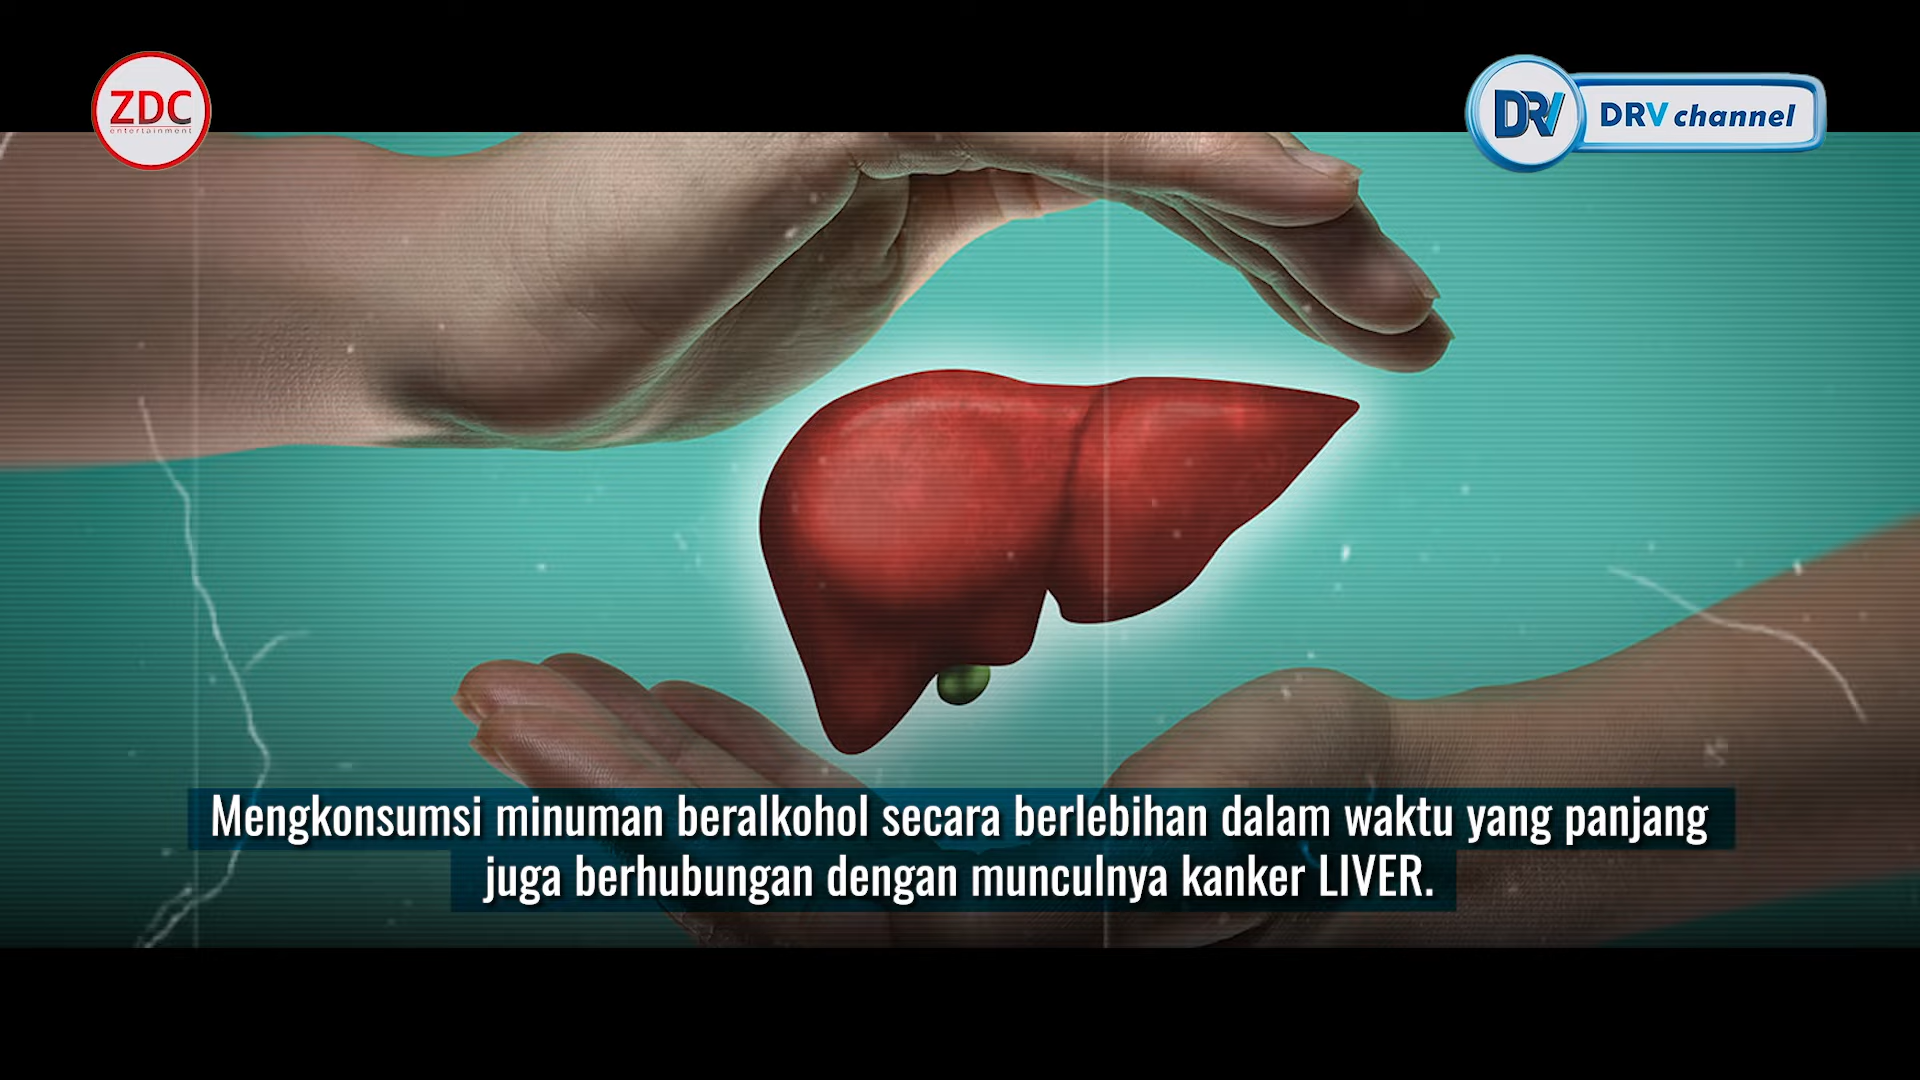 ZDC
entertainment
DRV
DRV channel
Mengkonsumsi minuman beralkohol secara berlebihan dalam waktu yang panjang
juga berhubungan dengan munculnya kanker LIVER.